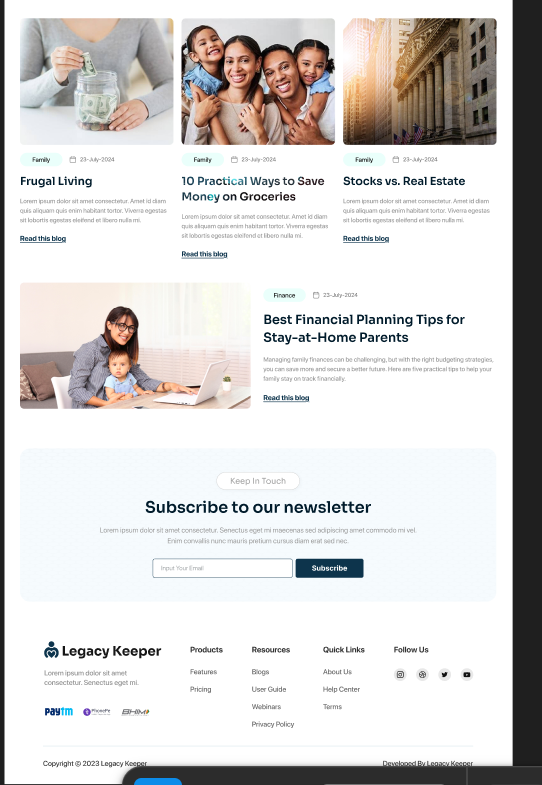 Family 23-July-2024
Frugal Living
Lorem ipsum dolor sit amet consectetur. Amet id diam
quis aliquam quis enim habitant tortor. Viverra egestas
sit lobortis egestas eleifend et libero nulla mi.
Read this blog
Family 23-July-2024
10 Practical Ways to Save
Money on Groceries
Lorem ipsum dolor sit amet consectetur. Amet id diam
quis aliquam quis enim habitant tortor. Viverra egestas
sit lobortis egestas eleifend et libero nulla mi.
Read this blog
Family 23-July-2024
Stocks vs. Real Estate
Lorem ipsum dolor sit amet consectetur. Amet id diam
quis aliquam quis enim habitant tortor. Viverra egestas
sit lobortis egestas eleifend et libero nulla mi.
Read this blog
Finance 23-July-2024
Best Financial Planning Tips for
Stay-at-Home Parents
Managing family finances can be challenging, but with the right budgeting strategies,
you can save more and secure a better future. Here are five practical tips to help your
family stay on track financially.
Read this blog
Keep In Touch
Subscribe to our newsletter
Lorem ipsum dolor sit amet consectetur. Senectus eget mi maecenas sed adipiscing amet commodo mi vel.
Enim convallis nunc mauris pretium cursus diam erat sed nec.
Input Your Email
Subscribe
Legacy Keeper
Lorem ipsum dolor sit amet
consectetur. Senectus eget mi.
Paytm PhonePe BHIM
Products
Features
Pricing
Resources
Blogs
User Guide
Webinars
Privacy Policy
Quick Links
About Us
Help Center
Terms
Follow Us
Copyright © 2023 Legacy Keeper
Developed By Legacy Keeper